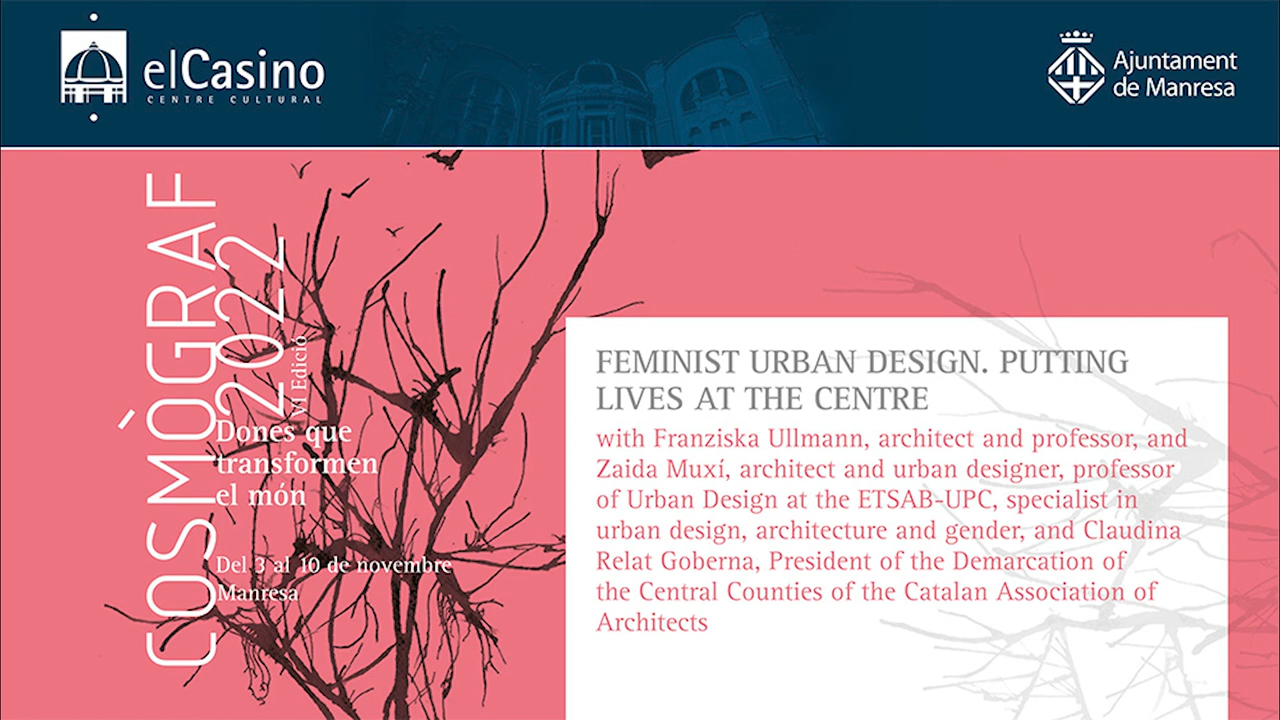 elCasino
CENTRE CULTURAL
Ajuntament
de Manresa
COSMÒGRAF
2022
VI Edició
Dones que
transformen
el món
Del 3 al 10 de novembre
Manresa
FEMINIST URBAN DESIGN. PUTTING
LIVES AT THE CENTRE
with Franziska Ullmann, architect and professor, and
Zaida Muxí, architect and urban designer, professor
of Urban Design at the ETSAB-UPC, specialist in
urban design, architecture and gender, and Claudina
Relat Goberna, President of the Demarcation of
the Central Counties of the Catalan Association of
Architects